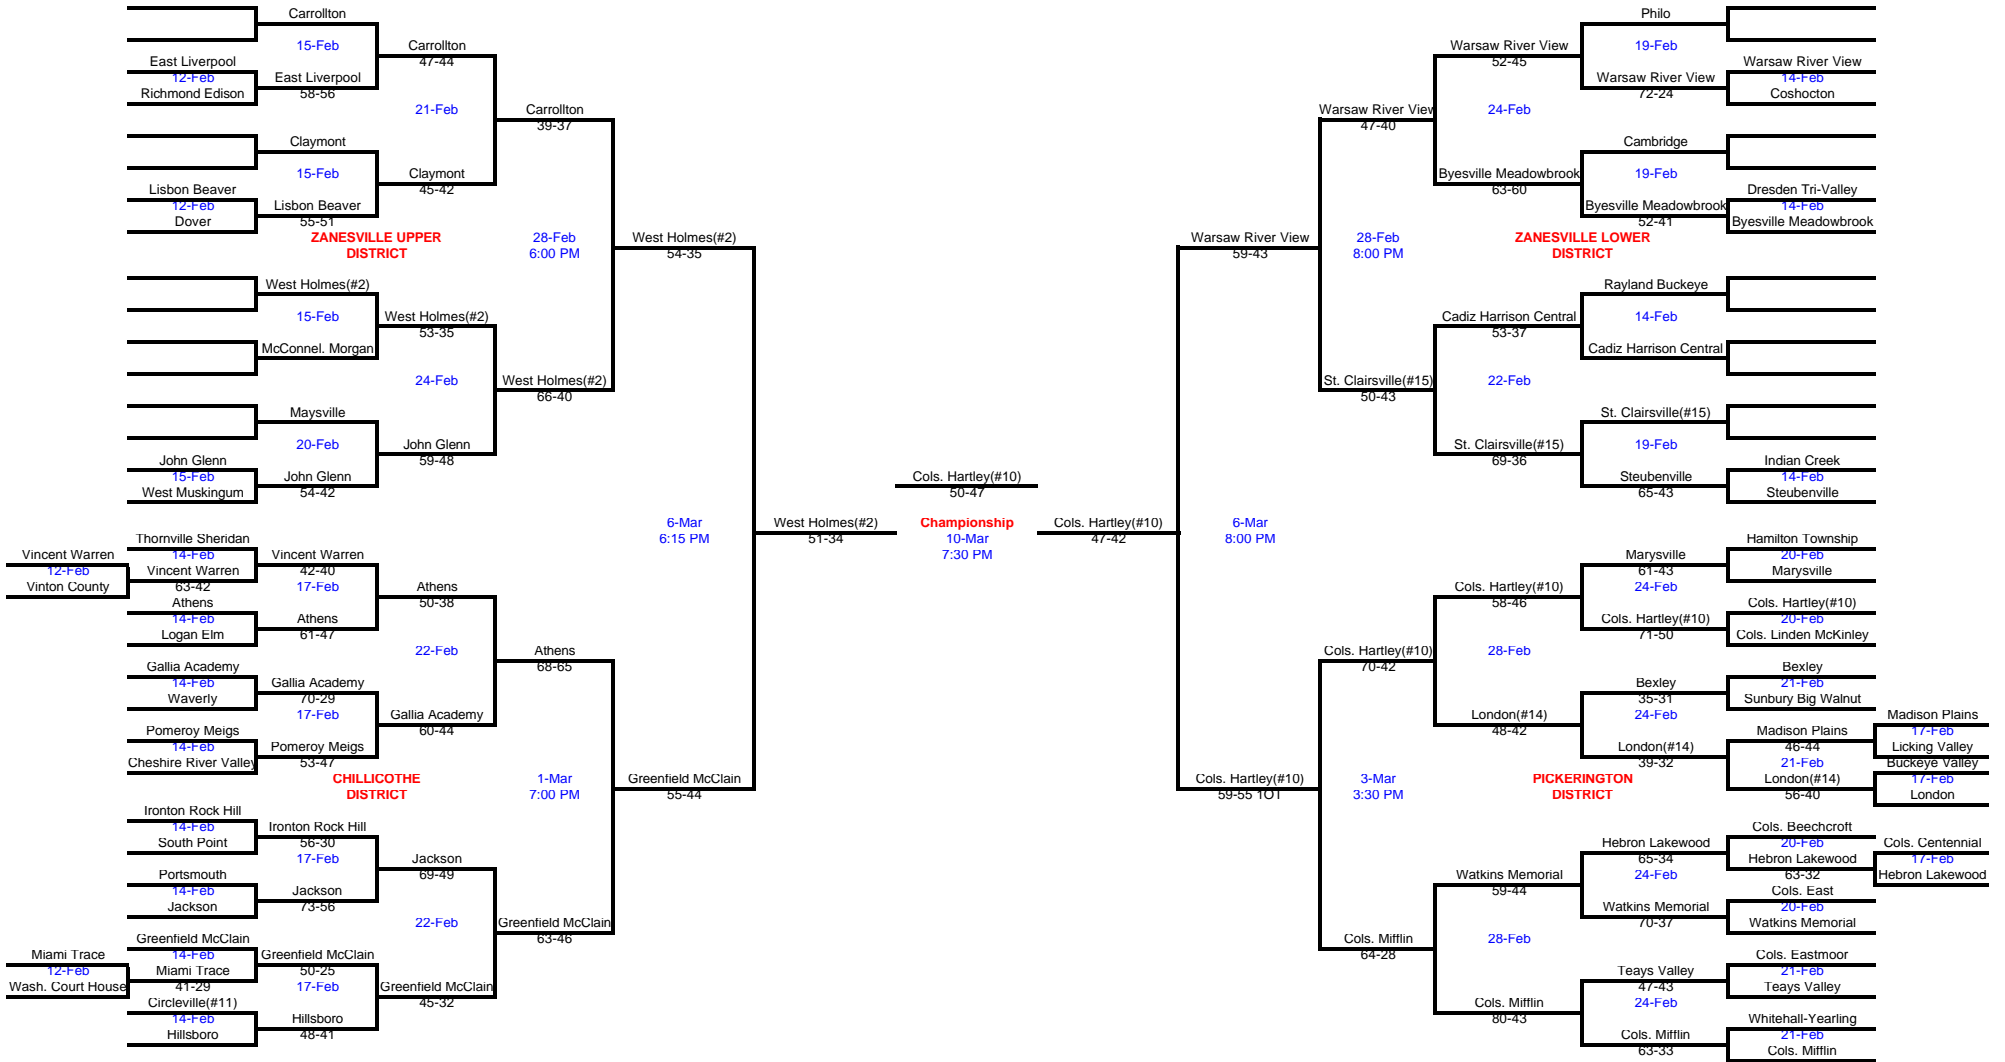 Carrollton
15-Feb
East Liverpool
12-Feb
Richmond Edison
East Liverpool
58-56
Carrollton
47-44
21-Feb
Claymont
15-Feb
Lisbon Beaver
12-Feb
Dover
Lisbon Beaver
55-51
Claymont
45-42
Carrollton
39-37
ZANESVILLE UPPER
DISTRICT
28-Feb
6:00 PM
West Holmes(#2)
54-35
West Holmes(#2)
15-Feb
McConnel. Morgan
West Holmes(#2)
53-35
24-Feb
West Holmes(#2)
66-40
Maysville
20-Feb
John Glenn
15-Feb
West Muskingum
John Glenn
54-42
John Glenn
59-48
6-Mar
6:15 PM
West Holmes(#2)
51-34
Vincent Warren
12-Feb
Vinton County
Thornville Sheridan
14-Feb
Vincent Warren
63-42
Vincent Warren
42-40
17-Feb
Athens
14-Feb
Logan Elm
Athens
61-47
Athens
50-38
22-Feb
Gallia Academy
14-Feb
Waverly
Gallia Academy
70-29
17-Feb
Pomeroy Meigs
14-Feb
Cheshire River Valley
Pomeroy Meigs
53-47
Gallia Academy
60-44
Athens
68-65
CHILLICOTHE
DISTRICT
1-Mar
7:00 PM
Greenfield McClain
55-44
Ironton Rock Hill
14-Feb
South Point
Ironton Rock Hill
56-30
17-Feb
Portsmouth
14-Feb
Jackson
Jackson
73-56
Jackson
69-49
22-Feb
Greenfield McClain
63-46
Miami Trace
12-Feb
Wash. Court House
Greenfield McClain
14-Feb
Miami Trace
41-29
Greenfield McClain
50-25
17-Feb
Circleville(#11)
14-Feb
Hillsboro
Hillsboro
48-41
Greenfield McClain
45-32
Cols. Hartley(#10)
50-47
Championship
10-Mar
7:30 PM
Cols. Hartley(#10)
47-42
6-Mar
8:00 PM
Philo
19-Feb
Warsaw River View
14-Feb
Coshocton
Warsaw River View
72-24
Warsaw River View
52-45
24-Feb
Warsaw River View
47-40
Cambridge
19-Feb
Dresden Tri-Valley
14-Feb
Byesville Meadowbrook
Byesville Meadowbrook
52-41
Byesville Meadowbrook
63-60
Warsaw River View
59-43
28-Feb
8:00 PM
ZANESVILLE LOWER
DISTRICT
Rayland Buckeye
14-Feb
Cadiz Harrison Central
Cadiz Harrison Central
53-37
22-Feb
St. Clairsville(#15)
50-43
St. Clairsville(#15)
19-Feb
Indian Creek
14-Feb
Steubenville
Steubenville
65-43
St. Clairsville(#15)
69-36
Hamilton Township
20-Feb
Marysville
Marysville
61-43
24-Feb
Cols. Hartley(#10)
20-Feb
Cols. Linden McKinley
Cols. Hartley(#10)
71-50
Cols. Hartley(#10)
58-46
28-Feb
Cols. Hartley(#10)
70-42
Bexley
21-Feb
Sunbury Big Walnut
Bexley
35-31
24-Feb
Madison Plains
17-Feb
Licking Valley
Madison Plains
46-44
21-Feb
Buckeye Valley
17-Feb
London
London(#14)
56-40
London(#14)
39-32
London(#14)
48-42
Cols. Hartley(#10)
59-55 1OT
3-Mar
3:30 PM
PICKERINGTON
DISTRICT
Cols. Beechcroft
20-Feb
Cols. Centennial
17-Feb
Hebron Lakewood
Hebron Lakewood
63-32
Hebron Lakewood
65-34
24-Feb
Cols. East
20-Feb
Watkins Memorial
Watkins Memorial
70-37
Watkins Memorial
59-44
28-Feb
Cols. Mifflin
64-28
Cols. Eastmoor
21-Feb
Teays Valley
Teays Valley
47-43
24-Feb
Whitehall-Yearling
21-Feb
Cols. Mifflin
Cols. Mifflin
63-33
Cols. Mifflin
80-43